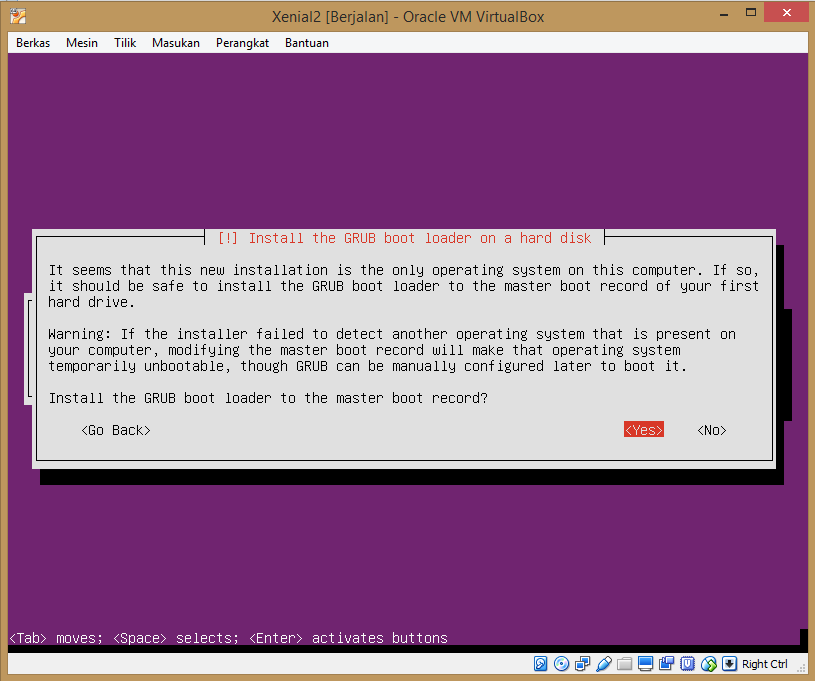 Xenial2 [Berjalan] - Oracle VM VirtualBox
Berkas Mesin Tilik Masukan Perangkat Bantuan
[!] Install the GRUB boot loader on a hard disk
It seems that this new installation is the only operating system on this computer. If so,
it should be safe to install the GRUB boot loader to the master boot record of your first
hard drive.
Warning: If the installer failed to detect another operating system that is present on
your computer, modifying the master boot record will make that operating system
temporarily unbootable, though GRUB can be manually configured later to boot it.
Install the GRUB boot loader to the master boot record?
<Go Back> <Yes> <No>
<Tab> moves; <Space> selects; <Enter> activates buttons
Right Ctrl